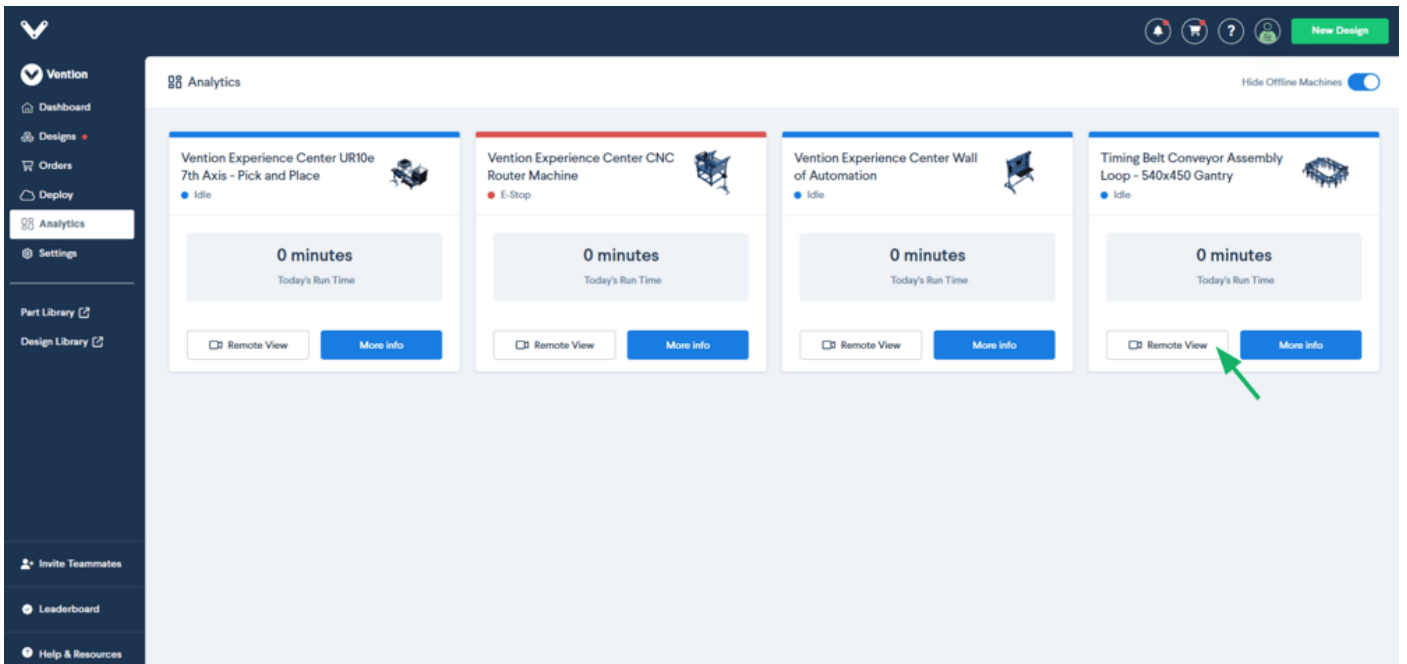 New Design
Vention
Dashboard
Designs
Orders
Deploy
Analytics
Settings
Part Library
Design Library
Invite Teammates
Leaderboard
Help & Resources
Analytics
Hide Offline Machines
Vention Experience Center UR10e
7th Axis - Pick and Place
Idle
0 minutes
Today's Run Time
Remote View
More info
Vention Experience Center CNC
Router Machine
E-Stop
0 minutes
Today's Run Time
Remote View
More info
Vention Experience Center Wall
of Automation
Idle
0 minutes
Today's Run Time
Remote View
More info
Timing Belt Conveyor Assembly
Loop - 540x450 Gantry
Idle
0 minutes
Today's Run Time
Remote View
More info